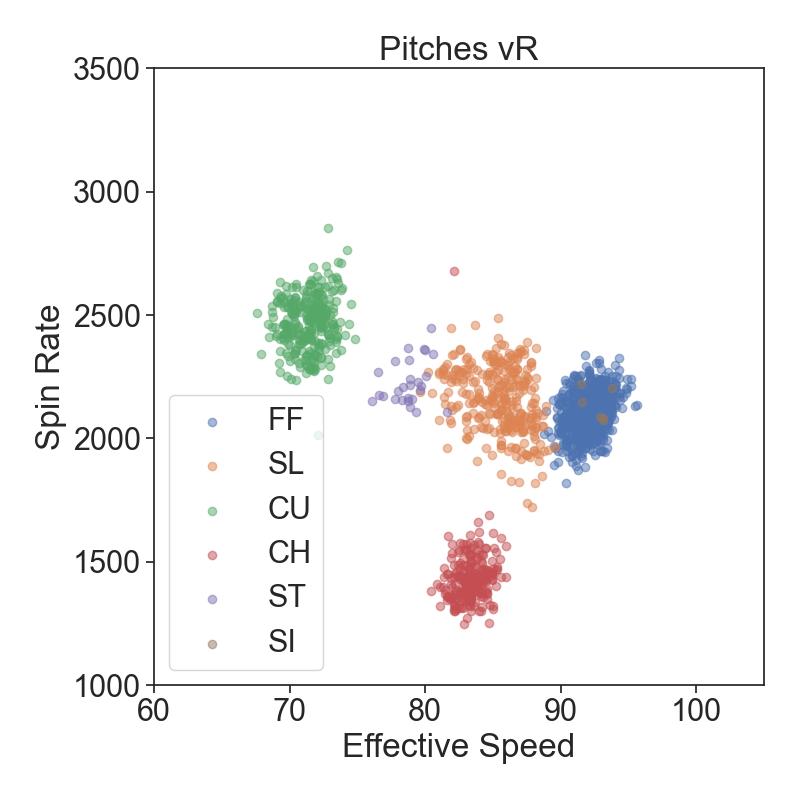 Pitches vR
3500
3000
2500
2000
1500
1000
Spin Rate
FF
SL
CU
CH
ST
SI
60 70 80 90 100
Effective Speed